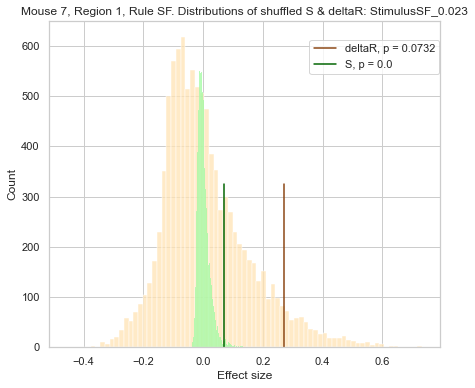 Mouse 7, Region 1, Rule SF. Distributions of shuffled S & deltaR: StimulusSF_0.023
deltaR, p = 0.0732
S, p = 0.0
600
500
400
300
200
100
0
Count
−0.4 −0.2 0.0 0.2 0.4 0.6
Effect size